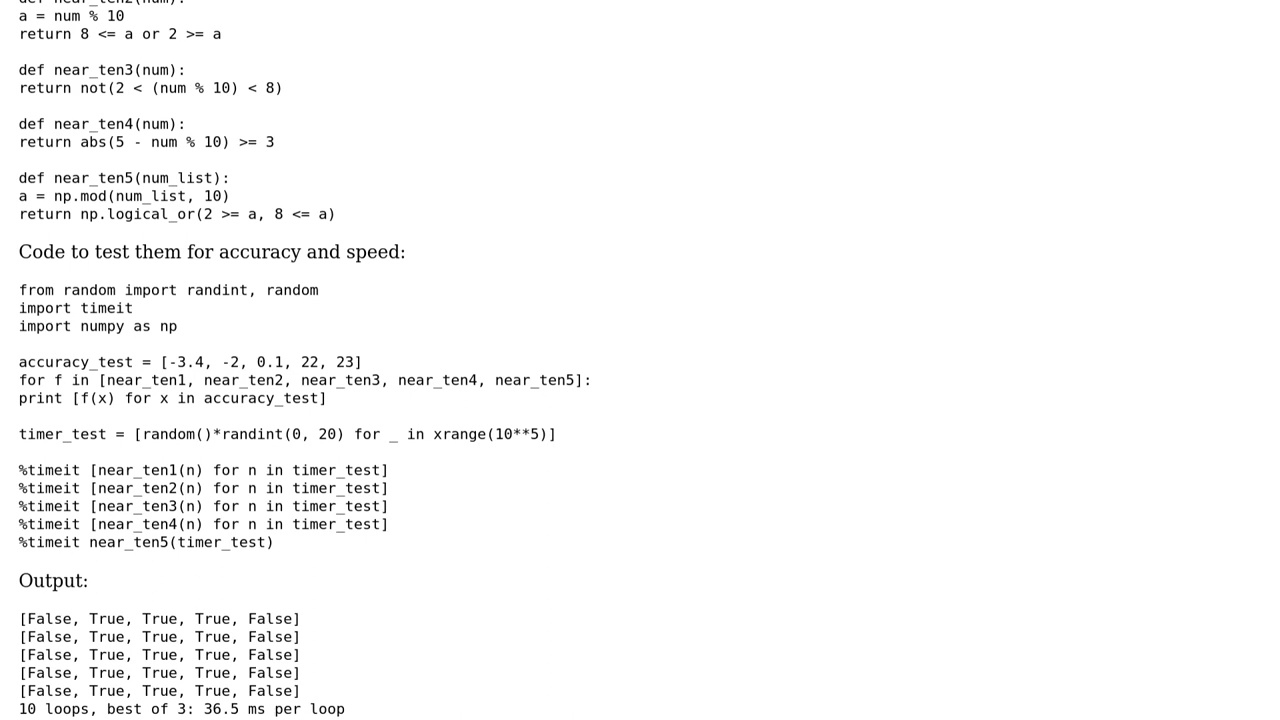 def near_ten2(num):
a = num % 10
return 8 <= a or 2 >= a
def near_ten3(num):
return not(2 < (num % 10) < 8)
def near_ten4(num):
return abs(5 - num % 10) >= 3
def near_ten5(num_list):
a = np.mod(num_list, 10)
return np.logical_or(2 >= a, 8 <= a)
Code to test them for accuracy and speed:
from random import randint, random
import timeit
import numpy as np
accuracy_test = [-3.4, -2, 0.1, 22, 23]
for f in [near_ten1, near_ten2, near_ten3, near_ten4, near_ten5]:
print [f(x) for x in accuracy_test]
timer_test = [random()*randint(0, 20) for _ in xrange(10**5)]
%timeit [near_ten1(n) for n in timer_test]
%timeit [near_ten2(n) for n in timer_test]
%timeit [near_ten3(n) for n in timer_test]
%timeit [near_ten4(n) for n in timer_test]
%timeit near_ten5(timer_test)
Output:
[False, True, True, True, False]
[False, True, True, True, False]
[False, True, True, True, False]
[False, True, True, True, False]
[False, True, True, True, False]
10 loops, best of 3: 36.5 ms per loop